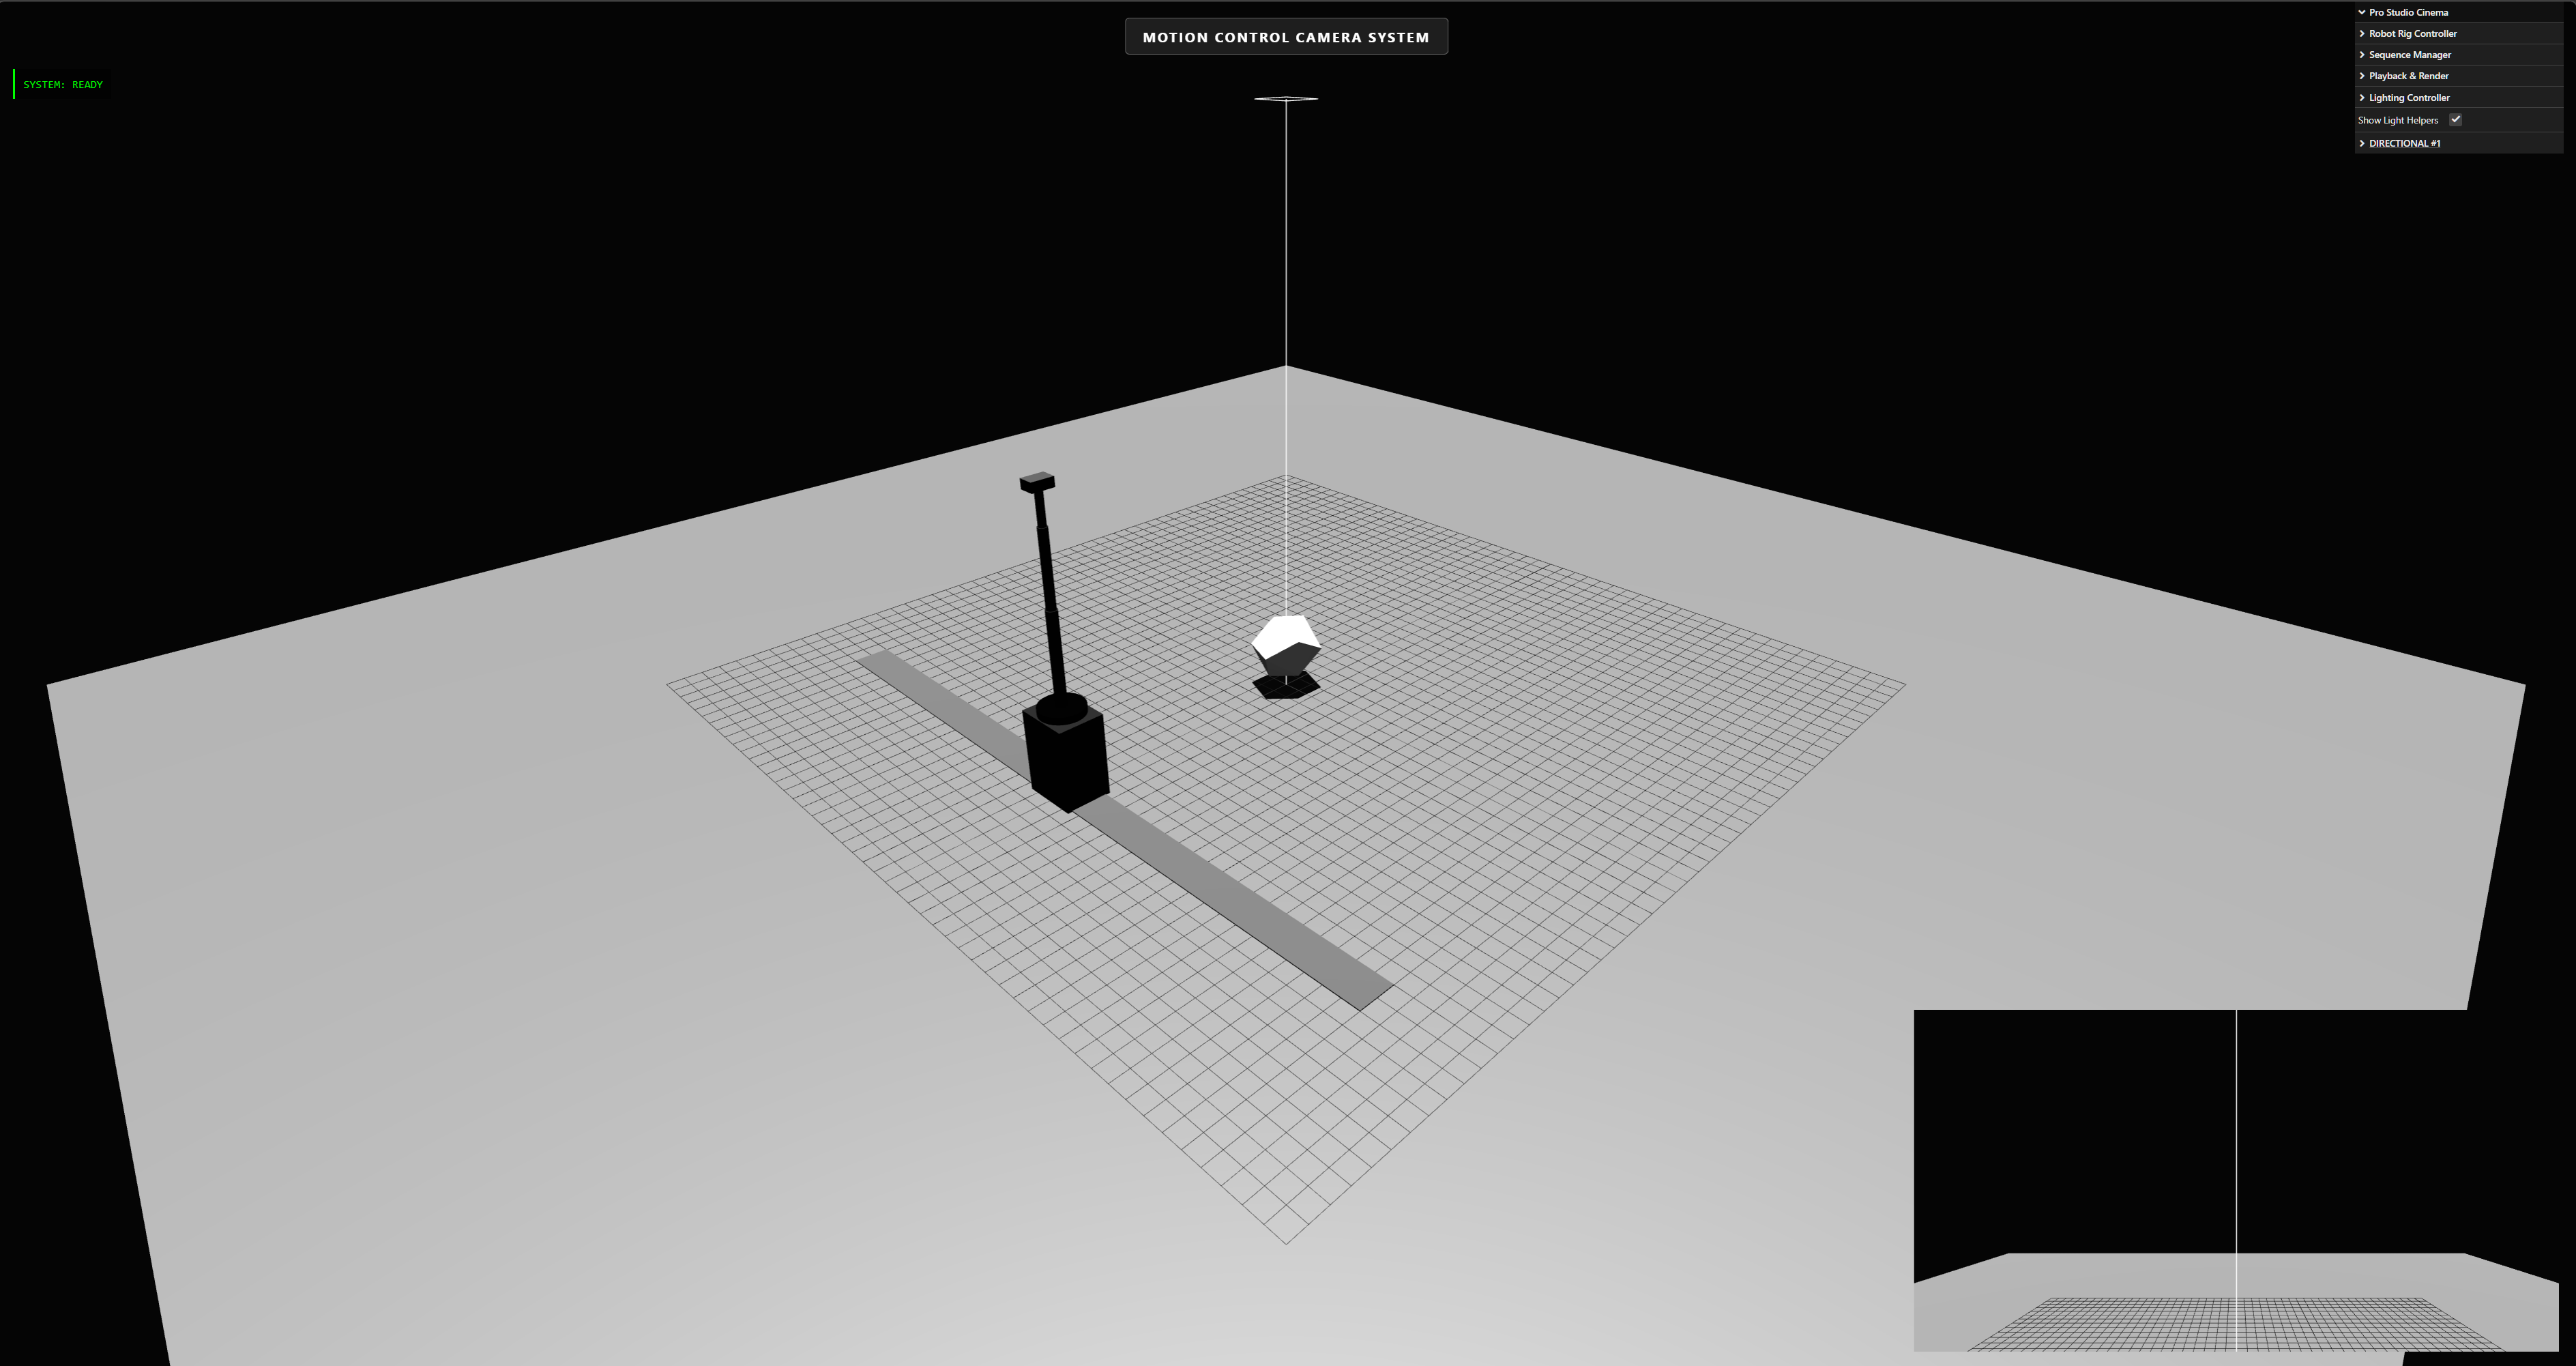 MOTION CONTROL CAMERA SYSTEM
SYSTEM: READY
Pro Studio Cinema
Robot Rig Controller
Sequence Manager
Playback & Render
Lighting Controller
Show Light Helpers
DIRECTIONAL #1